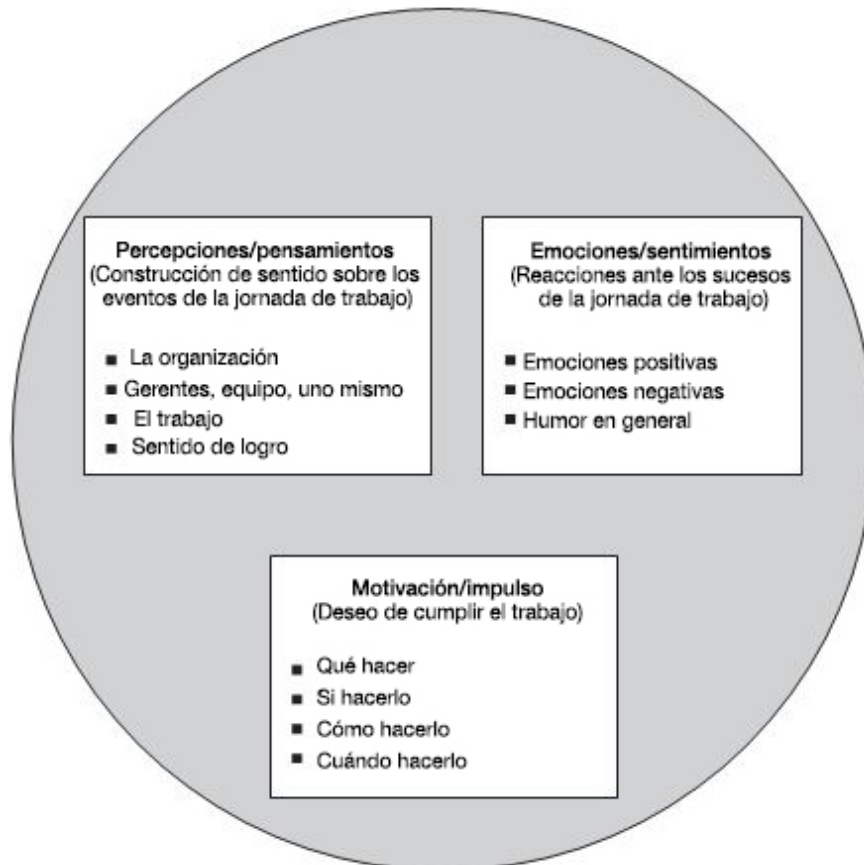 Percepciones/pensamientos
(Construcción de sentido sobre los
eventos de la jornada de trabajo)
▪ La organización
▪ Gerentes, equipo, uno mismo
▪ El trabajo
▪ Sentido de logro
Emociones/sentimientos
(Reacciones ante los sucesos
de la jornada de trabajo)
▪ Emociones positivas
▪ Emociones negativas
▪ Humor en general
Motivación/impulso
(Deseo de cumplir el trabajo)
▪ Qué hacer
▪ Si hacerlo
▪ Cómo hacerlo
▪ Cuándo hacerlo